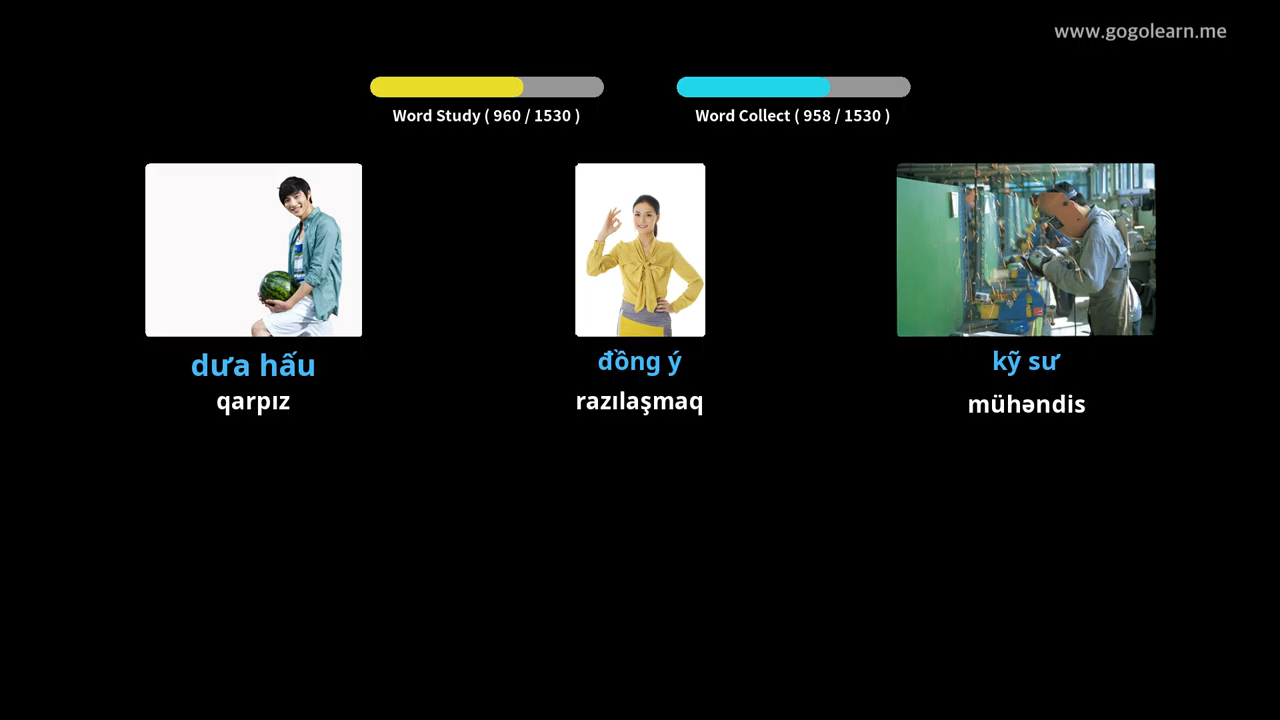 www.gogolearn.me
Word Study ( 960 / 1530 )
Word Collect ( 958 / 1530 )
dưa hấu
qarpız
đồng ý
razılaşmaq
kỹ sư
mühəndis